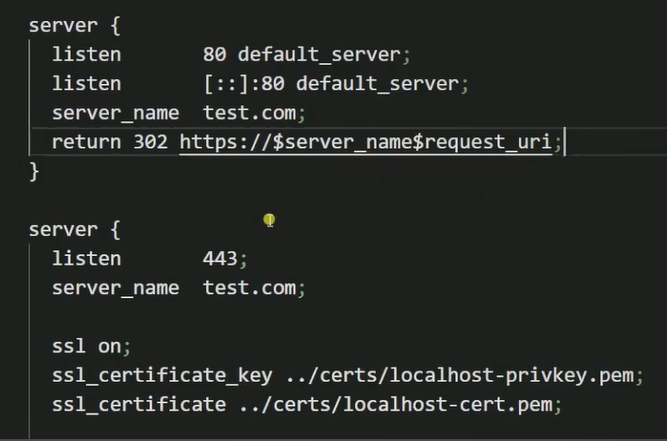 server {
listen 80 default_server;
listen [::]:80 default_server;
server_name test.com;
return 302 https://$server_name$request_uri;
}
server {
listen 443;
server_name test.com;
ssl on;
ssl_certificate_key ../certs/localhost-privkey.pem;
ssl_certificate ../certs/localhost-cert.pem;